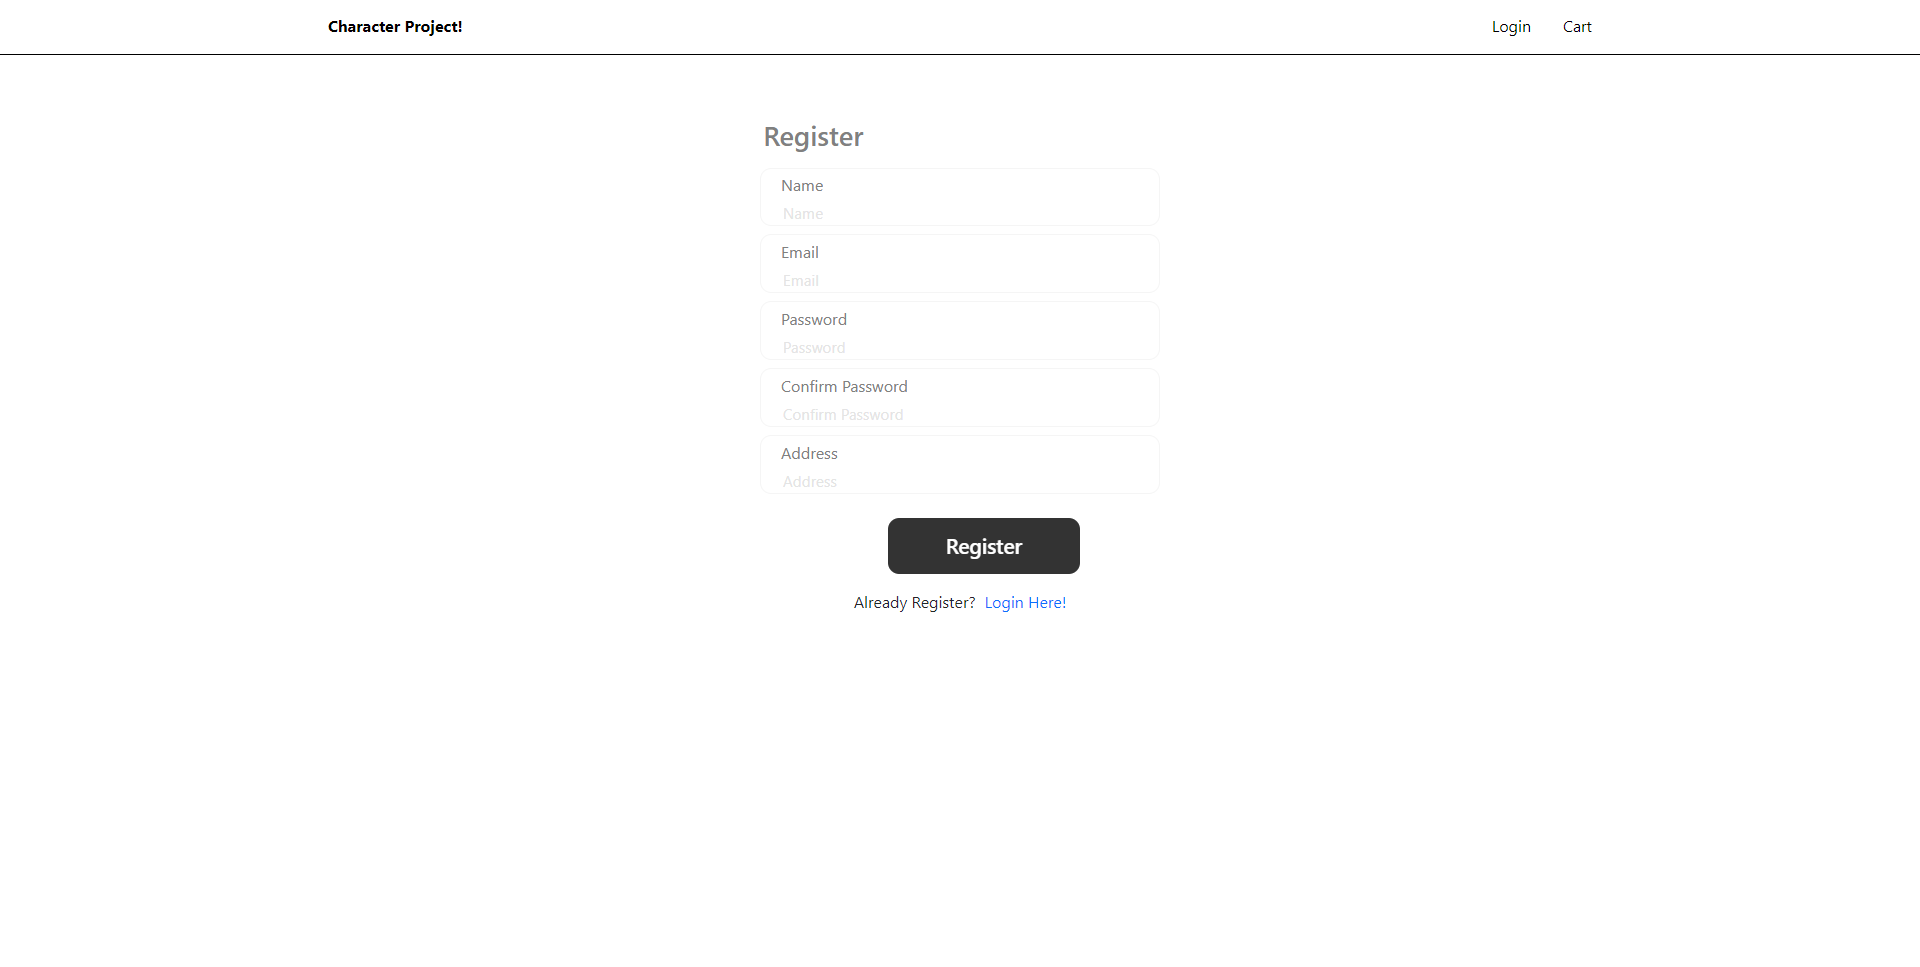 Character Project!
Login Cart
Register
Name
Name
Email
Email
Password
Password
Confirm Password
Confirm Password
Address
Address
Register
Already Register? Login Here!